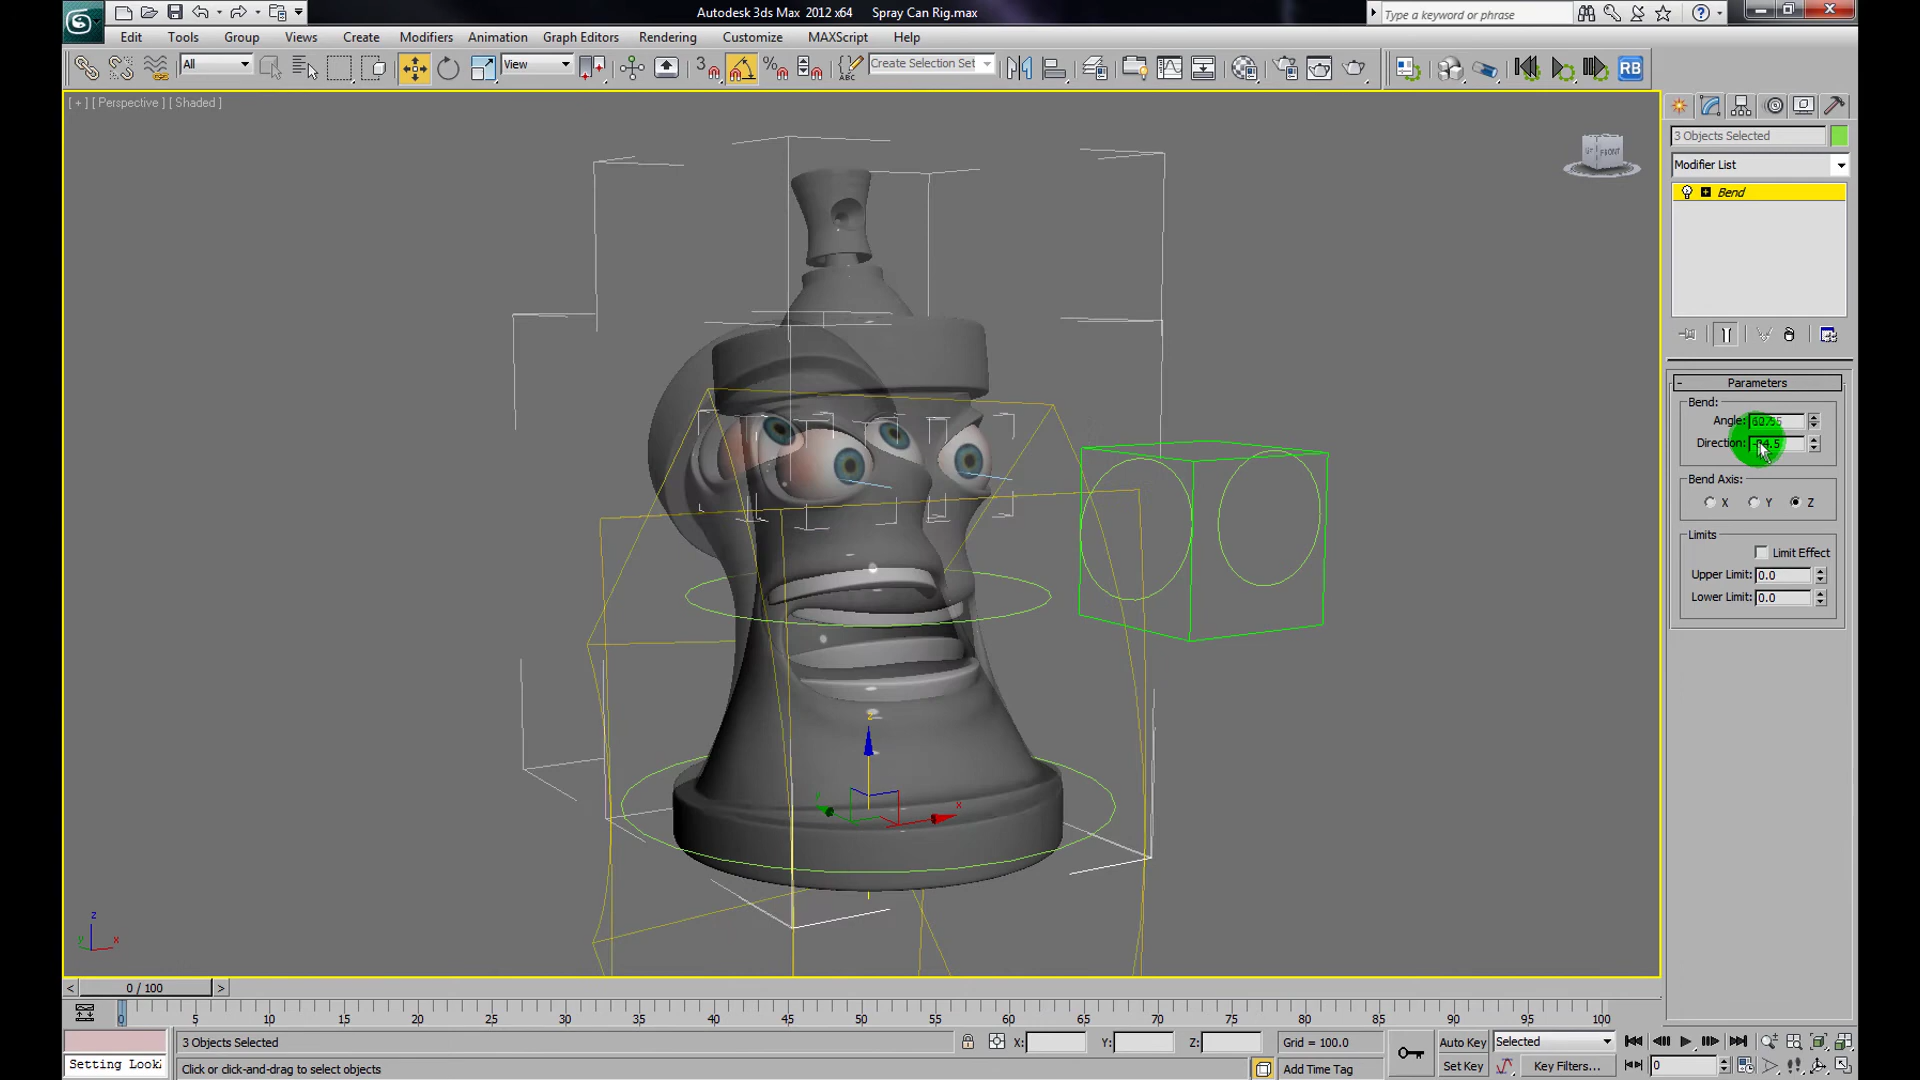 Autodesk 3ds Max 2012 x64 Spray Can Rig.max
Type a keyword or phrase
Edit Tools Group Views Create Modifiers Animation Graph Editors Rendering Customize MAXScript Help
All View 3 Create Selection Set RB
[ + ] [ Perspective ] [ Shaded ]
FRONT
3 Objects Selected
Modifier List
Bend
Parameters
Bend:
Angle:
Direction:
Bend Axis:
X Y Z
Limits
Limit Effect
Upper Limit: 0.0
Lower Limit: 0.0
z
y x
z
y x
< 0 / 100 >
0 5 10 15 20 25 30 35 40 45 50 55 60 65 70 75 80 85 90 95 100
3 Objects Selected X: Y: Z: Grid = 100.0 Auto Key Selected
Setting Look Click or click-and-drag to select objects Add Time Tag Set Key Key Filters... 0